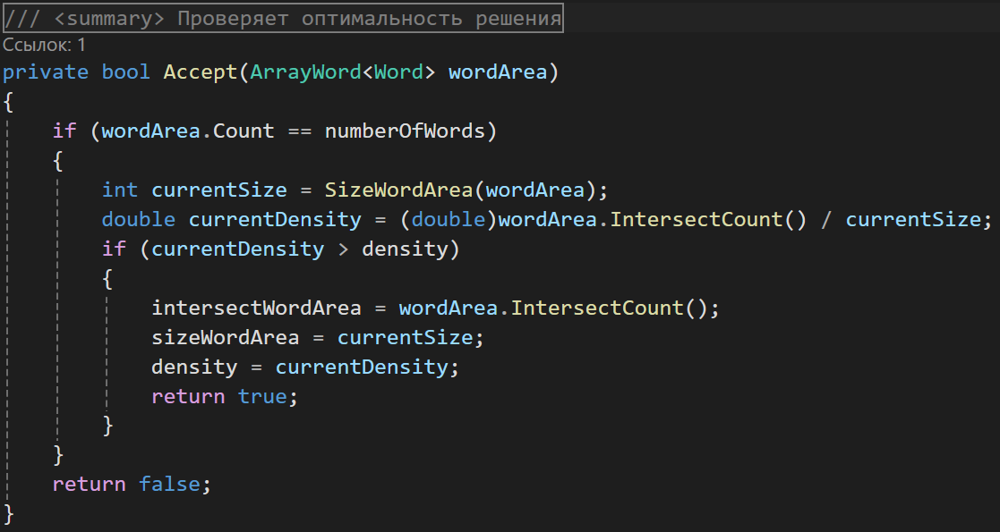 /// <summary> Проверяет оптимальность решения
Ссылок: 1
private bool Accept(ArrayWord<Word> wordArea)
{
    if (wordArea.Count == numberOfWords)
    {
        int currentSize = SizeWordArea(wordArea);
        double currentDensity = (double)wordArea.IntersectCount() / currentSize;
        if (currentDensity > density)
        {
            intersectWordArea = wordArea.IntersectCount();
            sizeWordArea = currentSize;
            density = currentDensity;
            return true;
        }
    }
    return false;
}